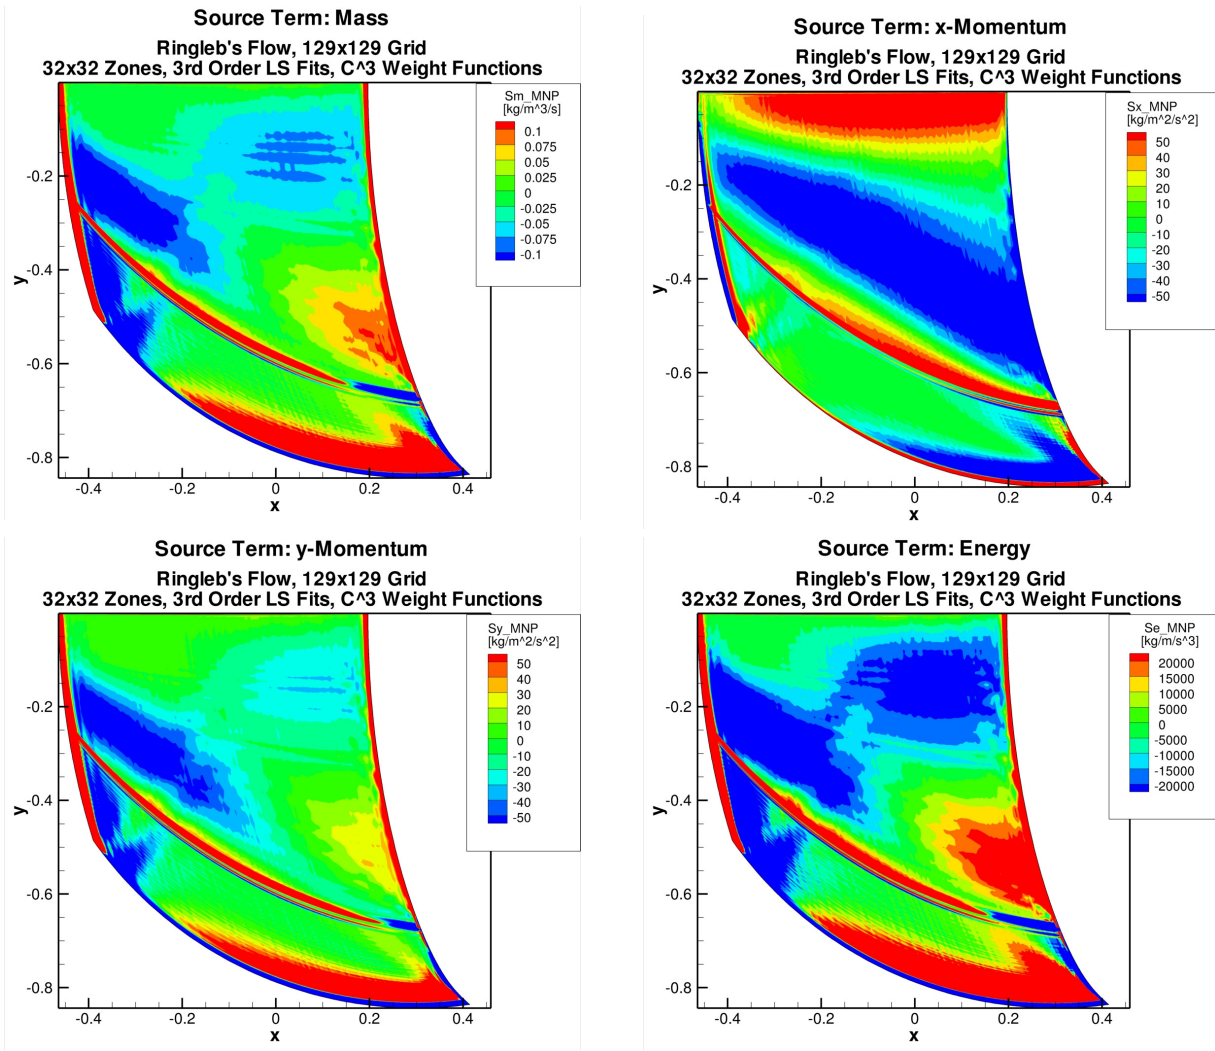 Source Term: Mass
Ringleb's Flow, 129x129 Grid
32x32 Zones, 3rd Order LS Fits, C^3 Weight Functions
Sm_MNP
[kg/m^3/s]
0.1
0.075
0.05
0.025
0
-0.025
-0.05
-0.075
-0.1
y
-0.2
-0.4
-0.6
-0.8
-0.4
-0.2
0
0.2
0.4
x
Source Term: x-Momentum
Ringleb's Flow, 129x129 Grid
32x32 Zones, 3rd Order LS Fits, C^3 Weight Functions
Sx_MNP
[kg/m^2/s^2]
50
40
30
20
10
0
-10
-20
-30
-40
-50
y
-0.2
-0.4
-0.6
-0.8
-0.4
-0.2
0
0.2
0.4
x
Source Term: y-Momentum
Ringleb's Flow, 129x129 Grid
32x32 Zones, 3rd Order LS Fits, C^3 Weight Functions
Sy_MNP
[kg/m^2/s^2]
50
40
30
20
10
0
-10
-20
-30
-40
-50
y
-0.2
-0.4
-0.6
-0.8
-0.4
-0.2
0
0.2
0.4
x
Source Term: Energy
Ringleb's Flow, 129x129 Grid
32x32 Zones, 3rd Order LS Fits, C^3 Weight Functions
Se_MNP
[kg/m/s^3]
20000
15000
10000
5000
0
-5000
-10000
-15000
-20000
y
-0.2
-0.4
-0.6
-0.8
-0.4
-0.2
0
0.2
0.4
x